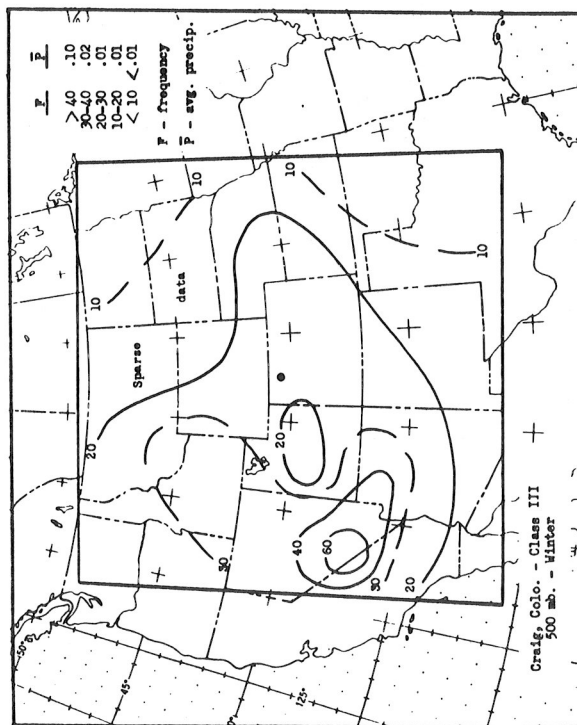 F P̄
>40 .10
30-40 .02
20-30 .01
10-20 .01
<10 <.01
F - frequency
P̄ - avg. precip.
10
10
10
10
Sparse
data
20
20
30
40
60
30
20
50°
45°
125°
Craig, Colo. - Class III
500 mb. - Winter